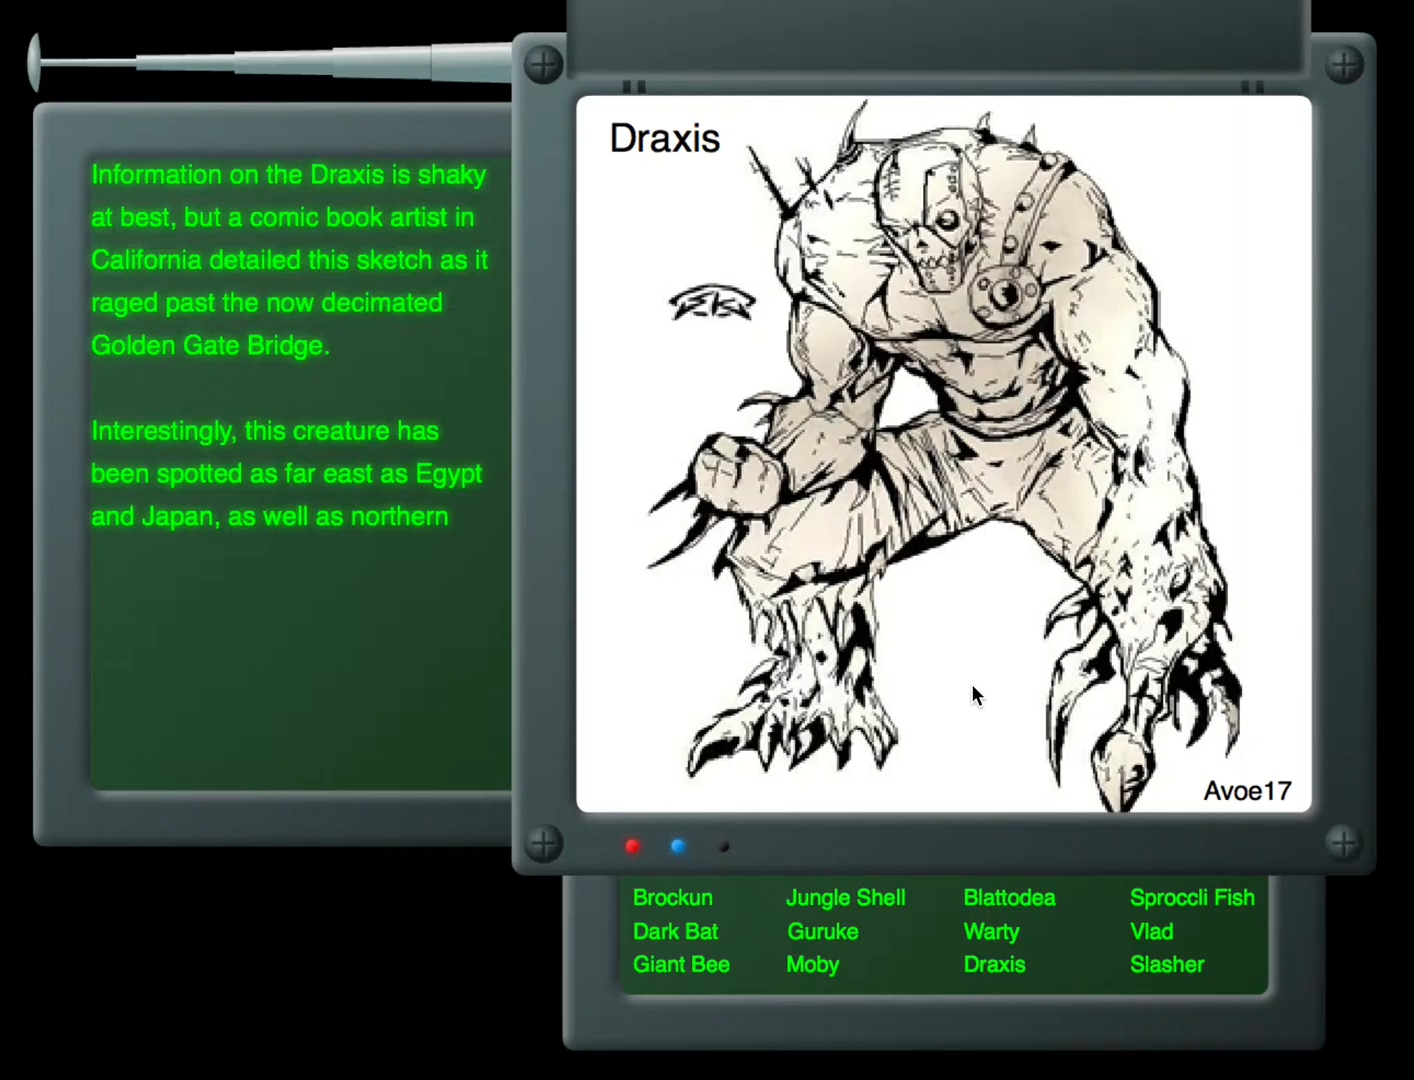 Draxis
Information on the Draxis is shaky
at best, but a comic book artist in
California detailed this sketch as it
raged past the now decimated
Golden Gate Bridge.
Interestingly, this creature has
been spotted as far east as Egypt
and Japan, as well as northern
Avoe17
Brockun Jungle Shell Blattodea Sproccli Fish
Dark Bat Guruke Warty Vlad
Giant Bee Moby Draxis Slasher